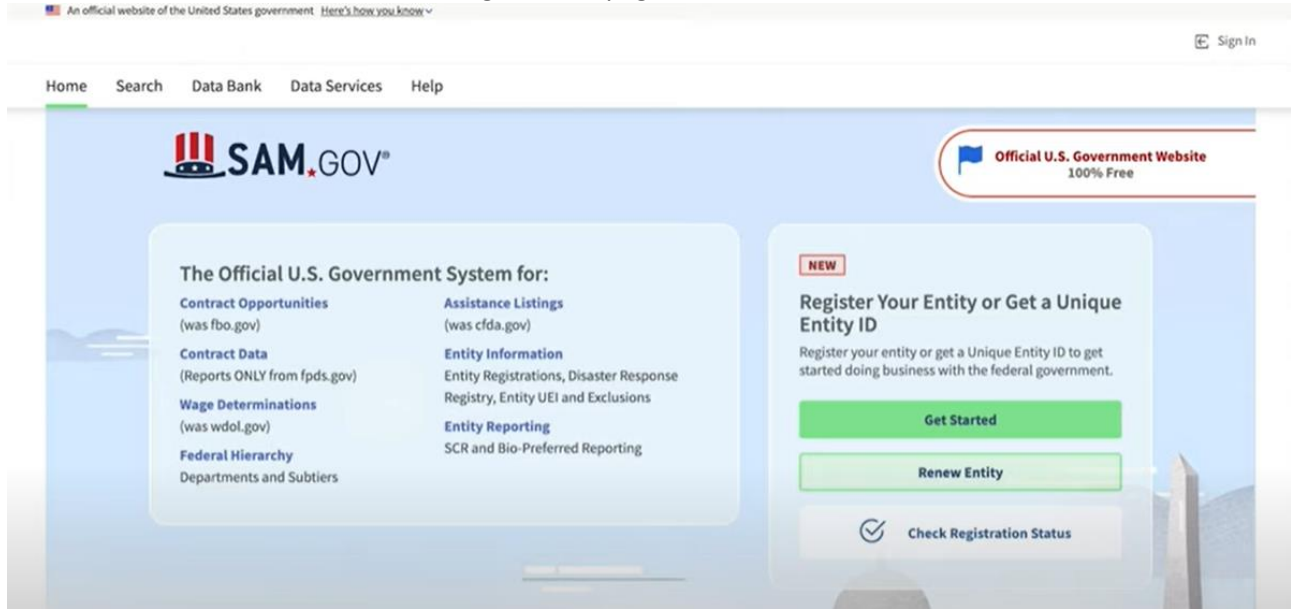 An official website of the United States government Here's how you know
Sign In
Home Search Data Bank Data Services Help
SAM.GOV®
Official U.S. Government Website
100% Free
The Official U.S. Government System for:
Contract Opportunities
(was fbo.gov)
Contract Data
(Reports ONLY from fpds.gov)
Wage Determinations
(was wdol.gov)
Federal Hierarchy
Departments and Subtiers
Assistance Listings
(was cfda.gov)
Entity Information
Entity Registrations, Disaster Response
Registry, Entity UEI and Exclusions
Entity Reporting
SCR and Bio-Preferred Reporting
NEW
Register Your Entity or Get a Unique
Entity ID
Register your entity or get a Unique Entity ID to get
started doing business with the federal government.
Get Started
Renew Entity
Check Registration Status